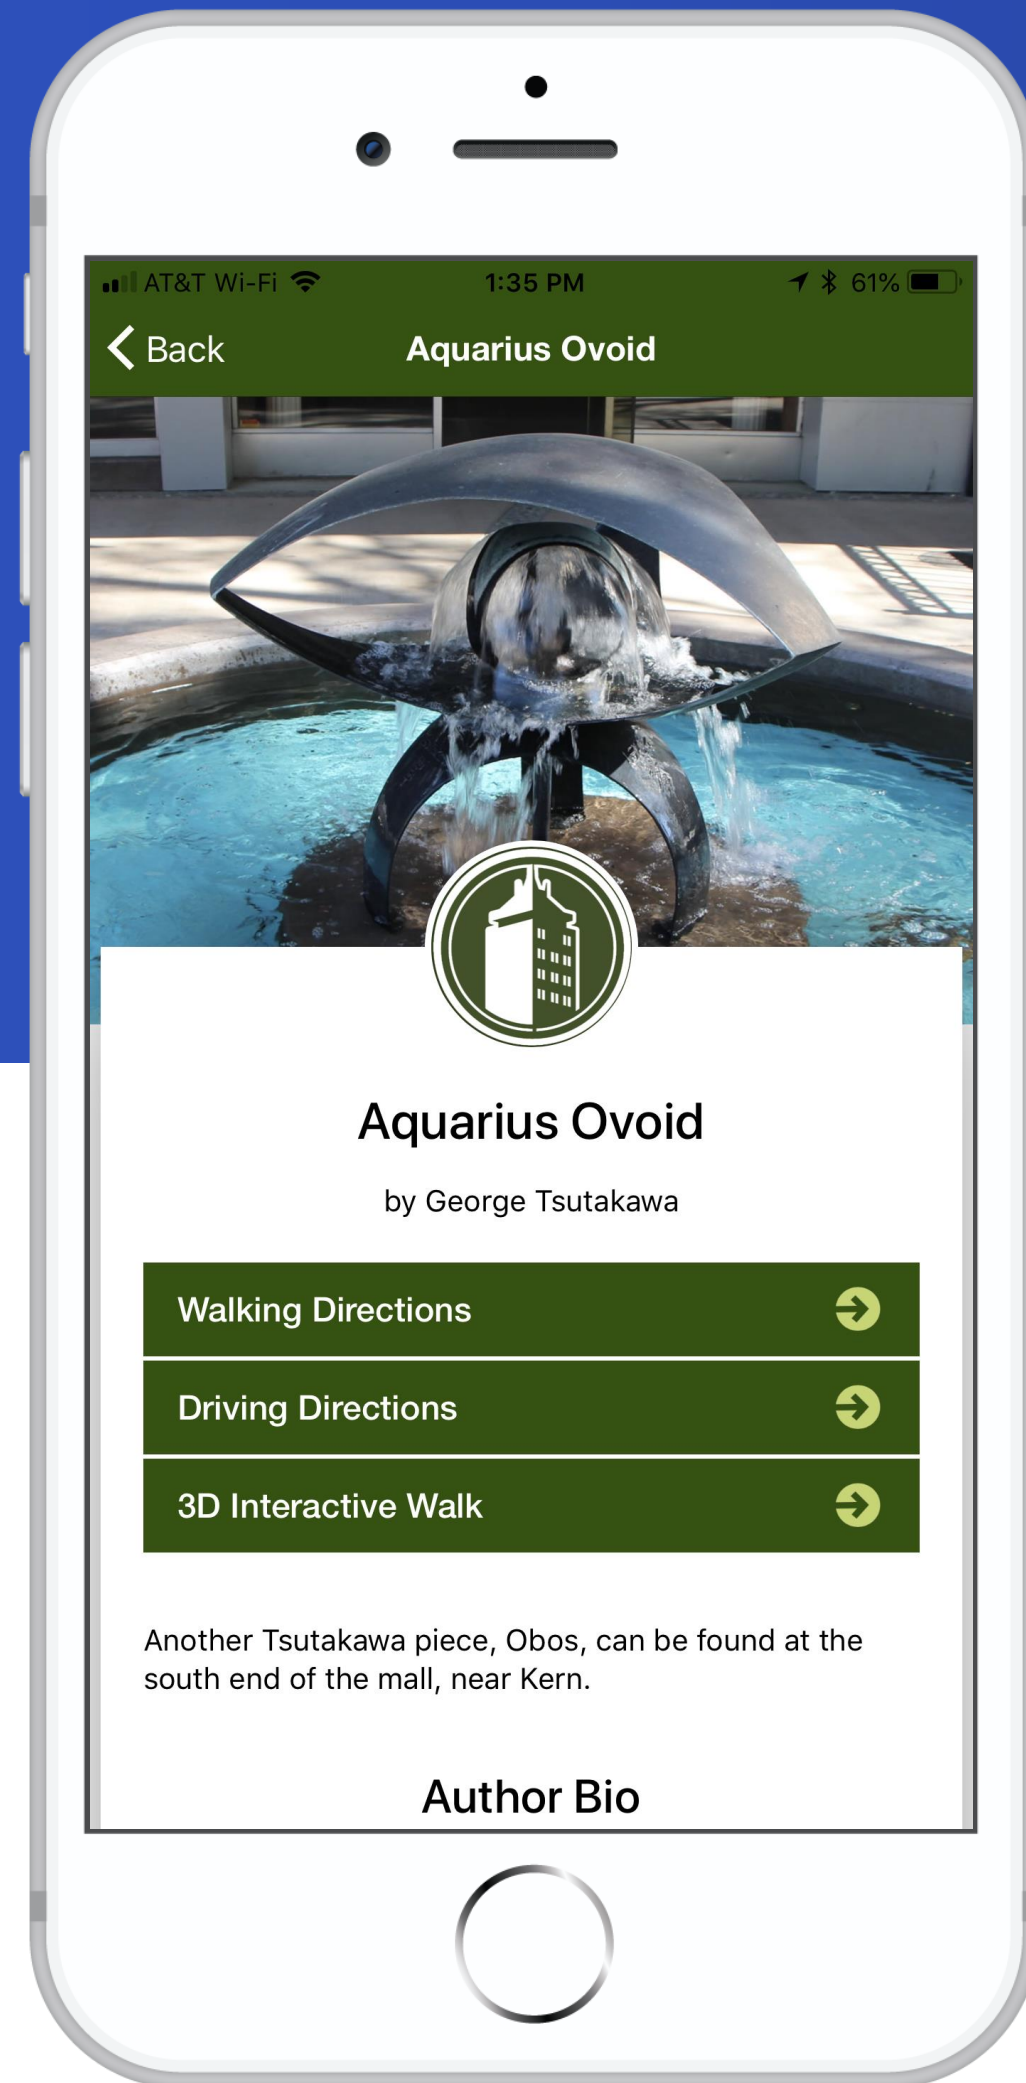 AT&T Wi-Fi 1:35 PM 61%
Back Aquarius Ovoid
Aquarius Ovoid
by George Tsutakawa
Walking Directions
Driving Directions
3D Interactive Walk
Another Tsutakawa piece, Obos, can be found at the
south end of the mall, near Kern.
Author Bio